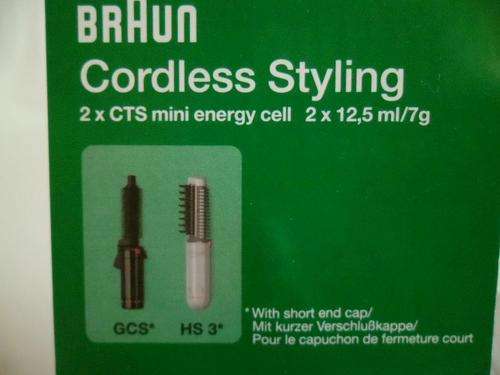 BRAUN
Cordless Styling
2 x CTS mini energy cell 2 x 12,5 ml/7g
GCS* HS 3*
*With short end cap/
Mit kurzer Verschlußkappe/
Pour le capuchon de fermeture court